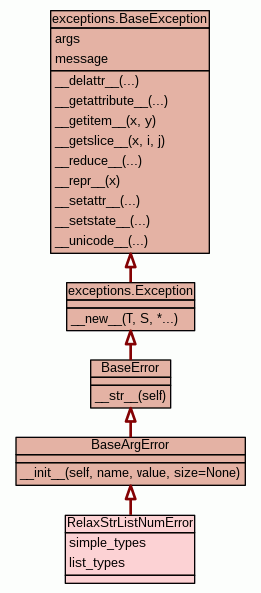 exceptions.BaseException
args
message
__delattr__(...)
__getattribute__(...)
__getitem__(x, y)
__getslice__(x, i, j)
__reduce__(...)
__repr__(x)
__setattr__(...)
__setstate__(...)
__unicode__(...)
exceptions.Exception
__new__(T, S, *...)
BaseError
__str__(self)
BaseArgError
__init__(self, name, value, size=None)
RelaxStrListNumError
simple_types
list_types